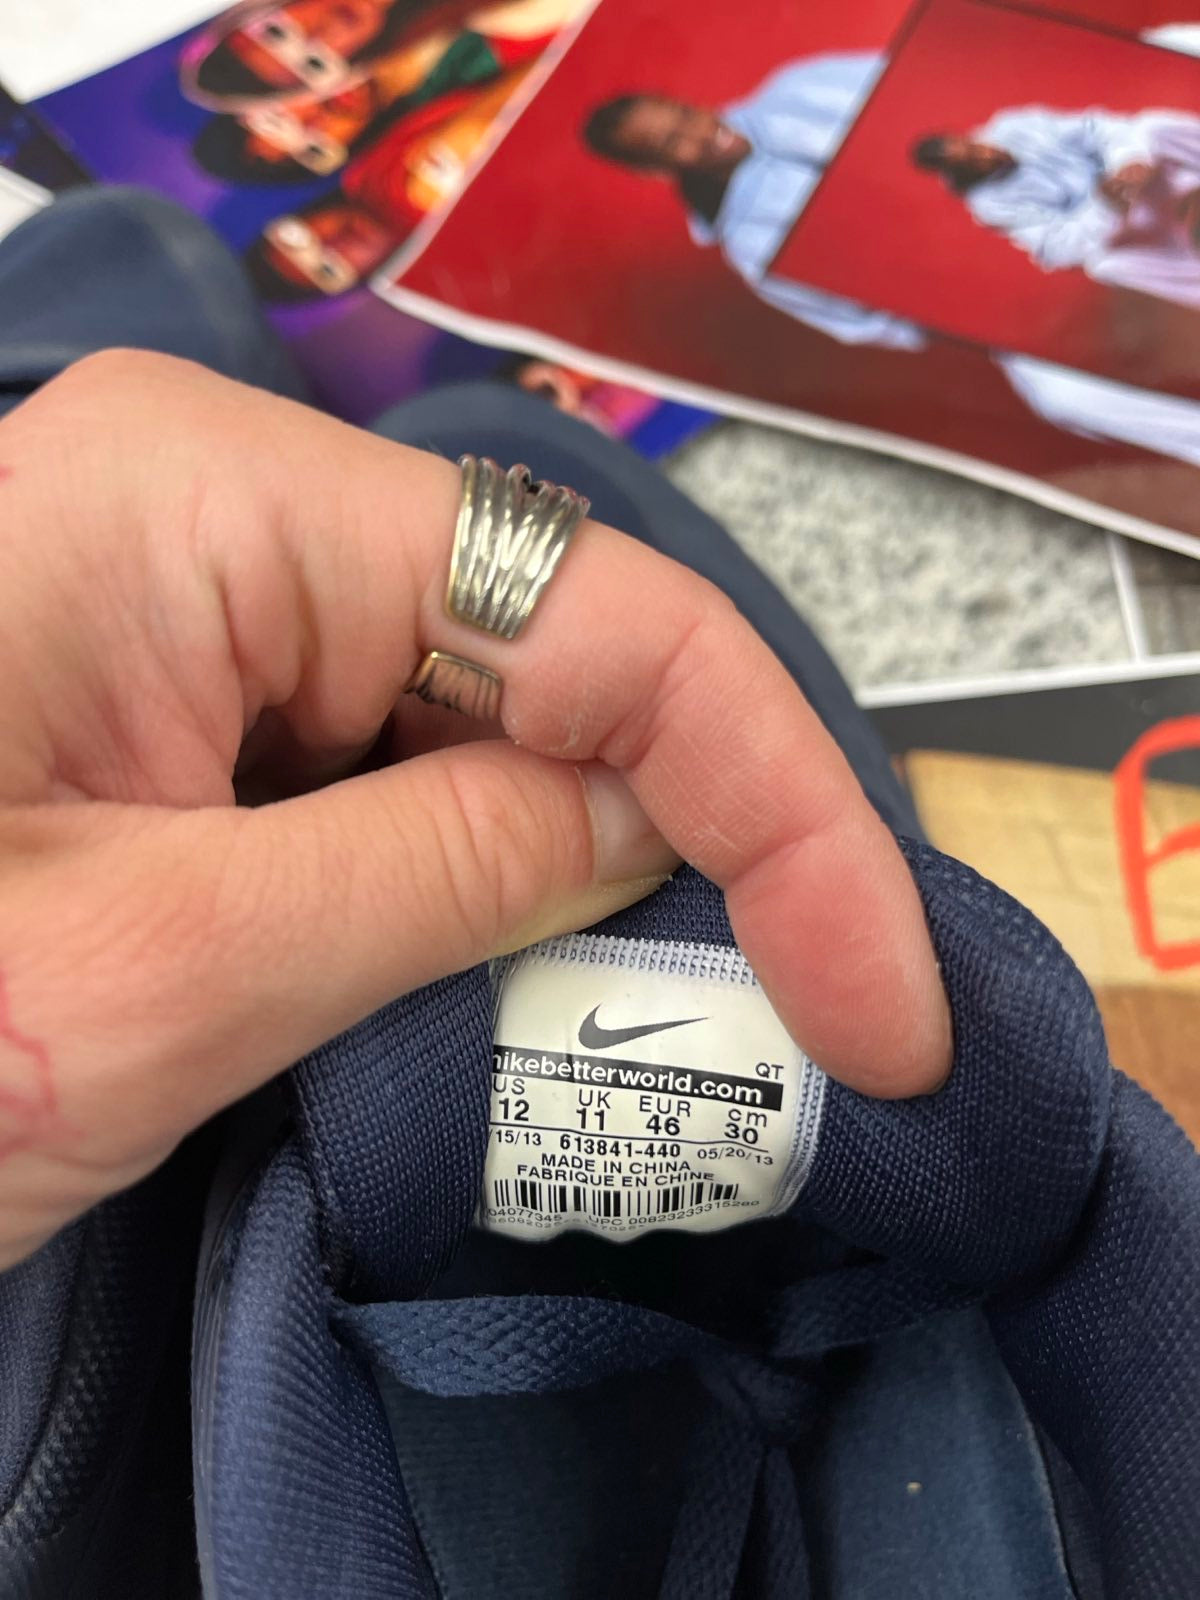 nikebetterworld.com
QT
US UK EUR cm
12 11 46 30
/15/13 613841-440 05/20/13
MADE IN CHINA
FABRIQUE EN CHINE
04077345 UPC 00823233315280